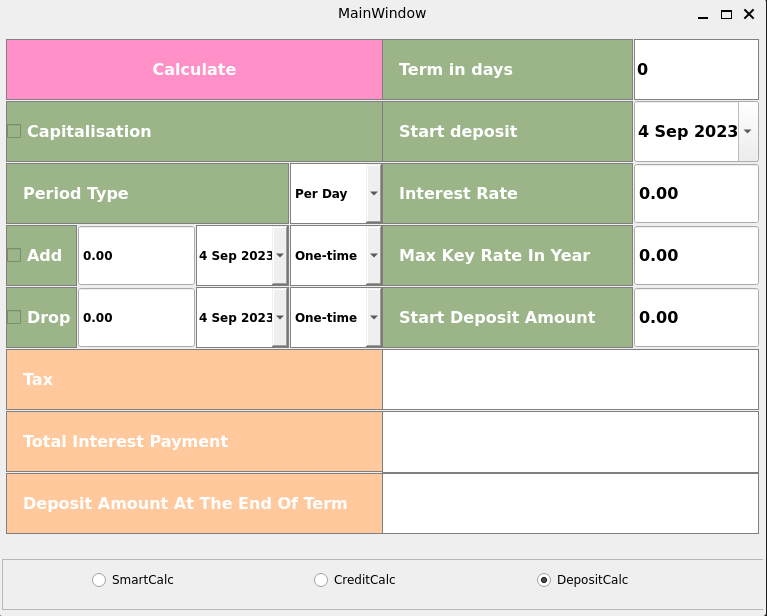 MainWindow
Calculate Term in days 0
Capitalisation Start deposit 4 Sep 2023
Period Type Per Day Interest Rate 0.00
Add 0.00 4 Sep 2023 One-time Max Key Rate In Year 0.00
Drop 0.00 4 Sep 2023 One-time Start Deposit Amount 0.00
Tax
Total Interest Payment
Deposit Amount At The End Of Term
SmartCalc CreditCalc DepositCalc